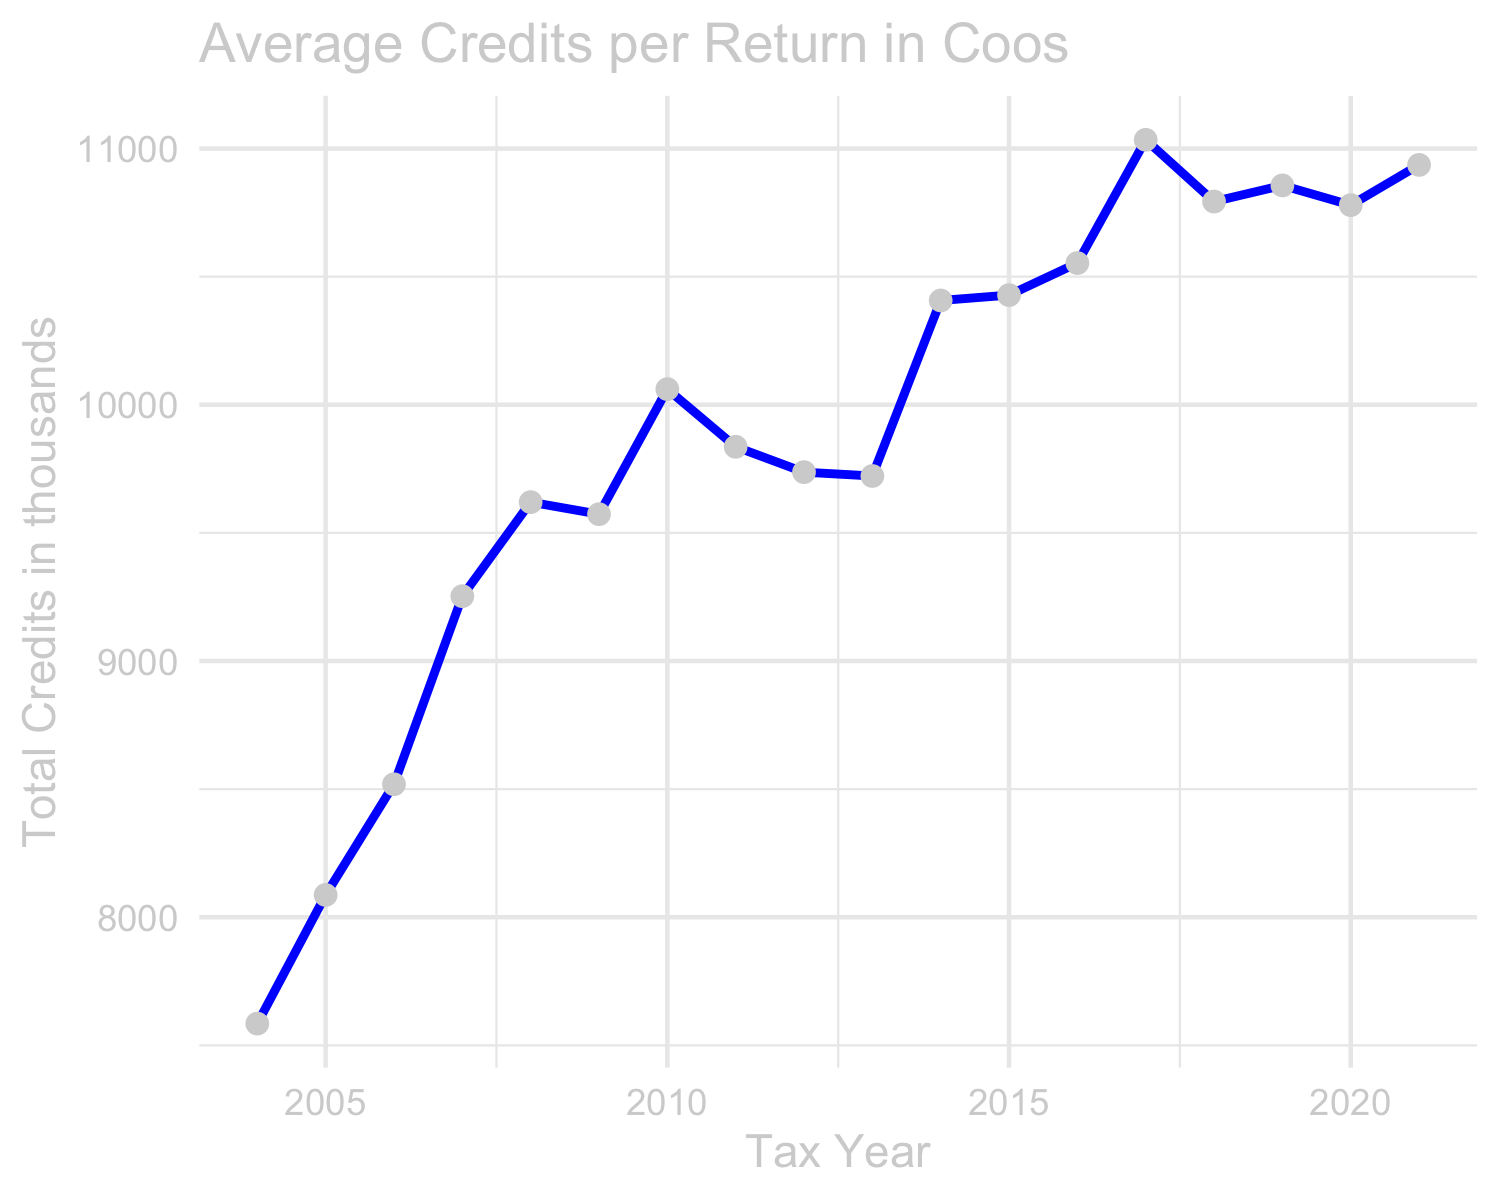 Average Credits per Return in Coos
11000
10000
9000
8000
Total Credits in thousands
2005
2010
2015
2020
Tax Year